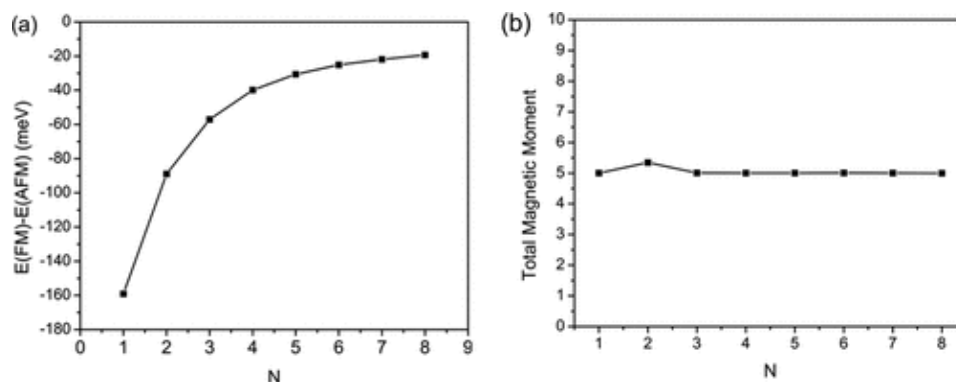 (a)
E(FM)-E(AFM) (meV)
0
-20
-40
-60
-80
-100
-120
-140
-160
-180
0 1 2 3 4 5 6 7 8 9
N
(b)
Total Magnetic Moment
10
9
8
7
6
5
4
3
2
1
0
1 2 3 4 5 6 7 8
N